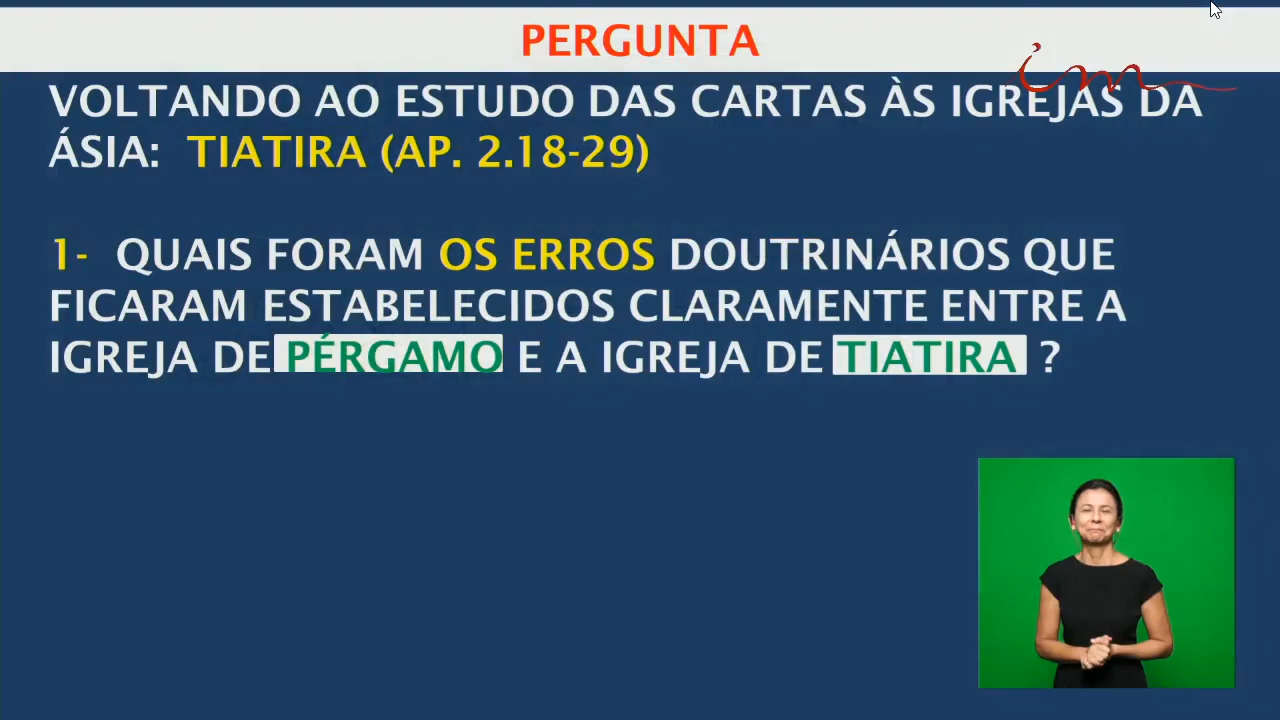 PERGUNTA
im
VOLTANDO AO ESTUDO DAS CARTAS ÀS IGREJAS DA
ÁSIA: TIATIRA (AP. 2.18-29)
1- QUAIS FORAM OS ERROS DOUTRINÁRIOS QUE
FICARAM ESTABELECIDOS CLARAMENTE ENTRE A
IGREJA DE PÉRGAMO E A IGREJA DE TIATIRA ?